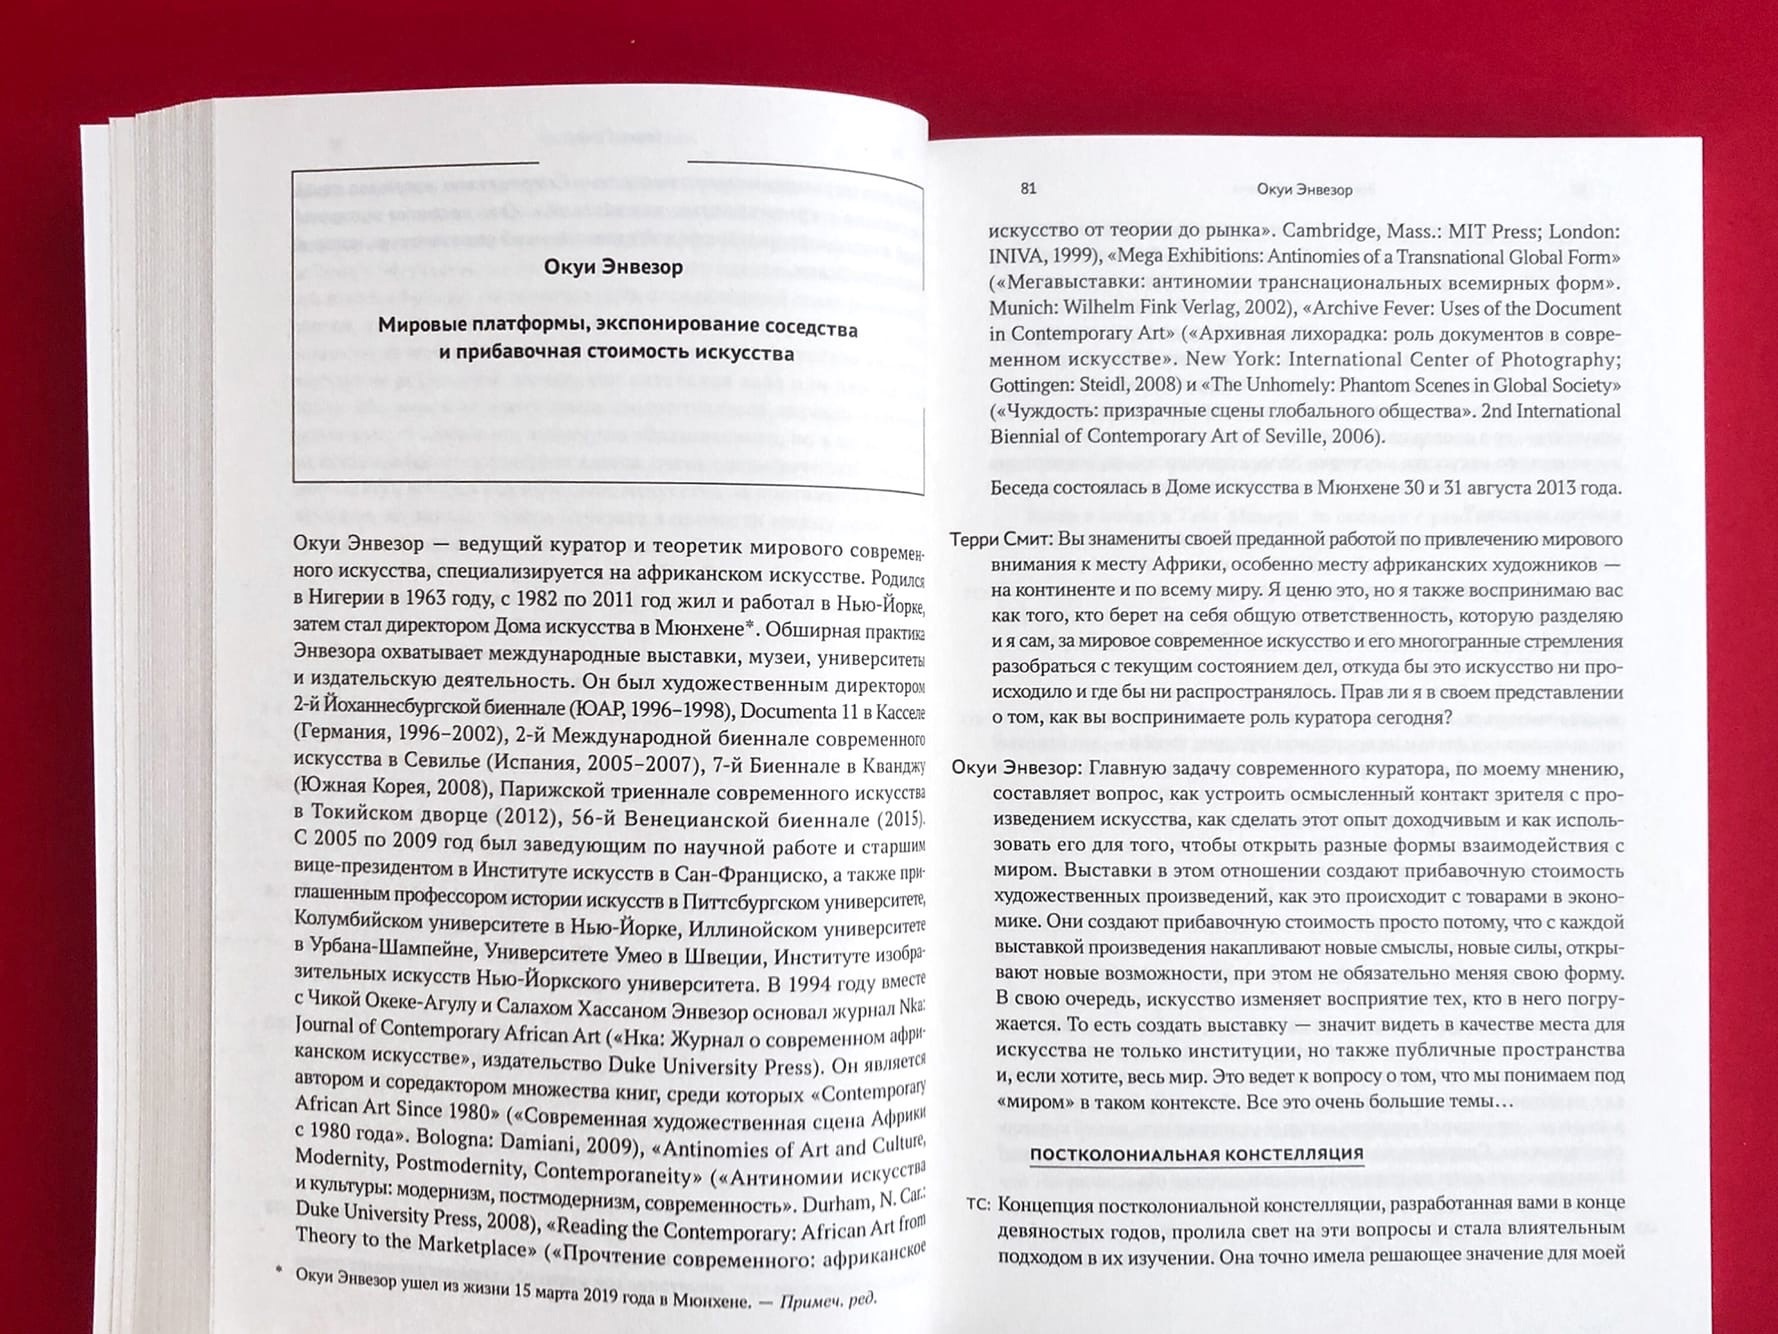 Окуи Энвезор
Мировые платформы, экспонирование соседства
и прибавочная стоимость искусства
Окуи Энвезор — ведущий куратор и теоретик мирового современ-
ного искусства, специализируется на африканском искусстве. Родился
в Нигерии в 1963 году, с 1982 по 2011 год жил и работал в Нью-Йорке,
затем стал директором Дома искусства в Мюнхене*. Обширная практика
Энвезора охватывает международные выставки, музеи, университеты
и издательскую деятельность. Он был художественным директором
2-й Йоханнесбургской биеннале (ЮАР, 1996–1998), Documenta 11 в Касселе
(Германия, 1996–2002), 2-й Международной биеннале современного
искусства в Севилье (Испания, 2005–2007), 7-й Биеннале в Кванджу
(Южная Корея, 2008), Парижской триеннале современного искусства
в Токийском дворце (2012), 56-й Венецианской биеннале (2015).
С 2005 по 2009 год был заведующим по научной работе и старшим
вице-президентом в Институте искусств в Сан-Франциско, а также при-
глашенным профессором истории искусств в Питтсбургском университете,
Колумбийском университете в Нью-Йорке, Иллинойском университете
в Урбана-Шампейне, Университете Умео в Швеции, Институте изобра-
зительных искусств Нью-Йоркского университета. В 1994 году вместе
с Чикой Океке-Агулу и Салахом Хассаном Энвезор основал журнал Nka:
Journal of Contemporary African Art («Нка: Журнал о современном афри-
канском искусстве», издательство Duke University Press). Он является
автором и соредактором множества книг, среди которых «Contemporary
African Art Since 1980» («Современная художественная сцена Африки
с 1980 года». Bologna: Damiani, 2009), «Antinomies of Art and Culture,
Modernity, Postmodernity, Contemporaneity» («Антиномии искусства
и культуры: модернизм, постмодернизм, современность». Durham, N. Car.:
Duke University Press, 2008), «Reading the Contemporary: African Art from
Theory to the Marketplace» («Прочтение современного: африканское
* Окуи Энвезор ушел из жизни 15 марта 2019 года в Мюнхене. — Примеч. ред.
81 Окуи Энвезор
искусство от теории до рынка». Cambridge, Mass.: MIT Press; London:
INIVA, 1999), «Mega Exhibitions: Antinomies of a Transnational Global Form»
(«Мегавыставки: антиномии транснациональных всемирных форм».
Munich: Wilhelm Fink Verlag, 2002), «Archive Fever: Uses of the Document
in Contemporary Art» («Архивная лихорадка: роль документов в совре-
менном искусстве». New York: International Center of Photography;
Gottingen: Steidl, 2008) и «The Unhomely: Phantom Scenes in Global Society»
(«Чуждость: призрачные сцены глобального общества». 2nd International
Biennial of Contemporary Art of Seville, 2006).
Беседа состоялась в Доме искусства в Мюнхене 30 и 31 августа 2013 года.
Терри Смит: Вы знамениты своей преданной работой по привлечению мирового
внимания к месту Африки, особенно месту африканских художников —
на континенте и по всему миру. Я ценю это, но я также воспринимаю вас
как того, кто берет на себя общую ответственность, которую разделяю
и я сам, за мировое современное искусство и его многогранные стремления
разобраться с текущим состоянием дел, откуда бы это искусство ни про-
исходило и где бы ни распространялось. Прав ли я в своем представлении
о том, как вы воспринимаете роль куратора сегодня?
Окуи Энвезор: Главную задачу современного куратора, по моему мнению,
составляет вопрос, как устроить осмысленный контакт зрителя с про-
изведением искусства, как сделать этот опыт доходчивым и как исполь-
зовать его для того, чтобы открыть разные формы взаимодействия с
миром. Выставки в этом отношении создают прибавочную стоимость
художественных произведений, как это происходит с товарами в эконо-
мике. Они создают прибавочную стоимость просто потому, что с каждой
выставкой произведения накапливают новые смыслы, новые силы, откры-
вают новые возможности, при этом не обязательно меняя свою форму.
В свою очередь, искусство изменяет восприятие тех, кто в него погру-
жается. То есть создать выставку — значит видеть в качестве места для
искусства не только институции, но также публичные пространства
и, если хотите, весь мир. Это ведет к вопросу о том, что мы понимаем под
«миром» в таком контексте. Все это очень большие темы…
ПОСТКОЛОНИАЛЬНАЯ КОНСТЕЛЛЯЦИЯ
ТС: Концепция постколониальной констелляции, разработанная вами в конце
девяностых годов, пролила свет на эти вопросы и стала влиятельным
подходом в их изучении. Она точно имела решающее значение для моей